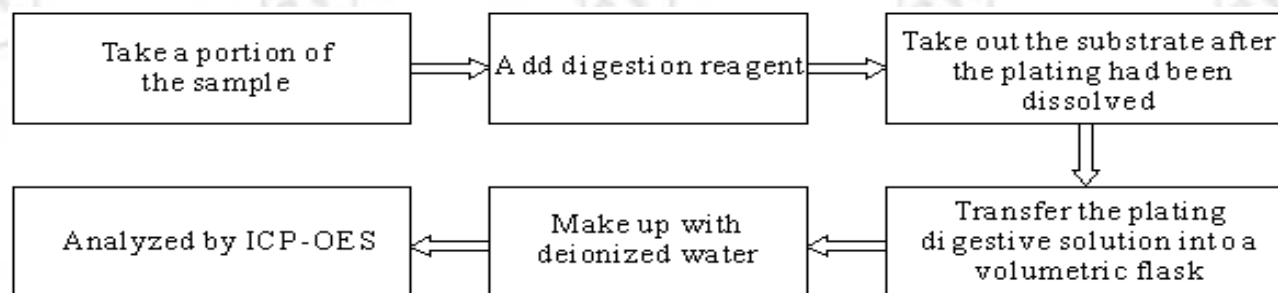 Take a portion of
the sample
Add digestion reagent
Take out the substrate after
the plating had been
dissolved
Transfer the plating
digestive solution into a
volumetric flask
Make up with
deionized water
Analyzed by ICP-OES